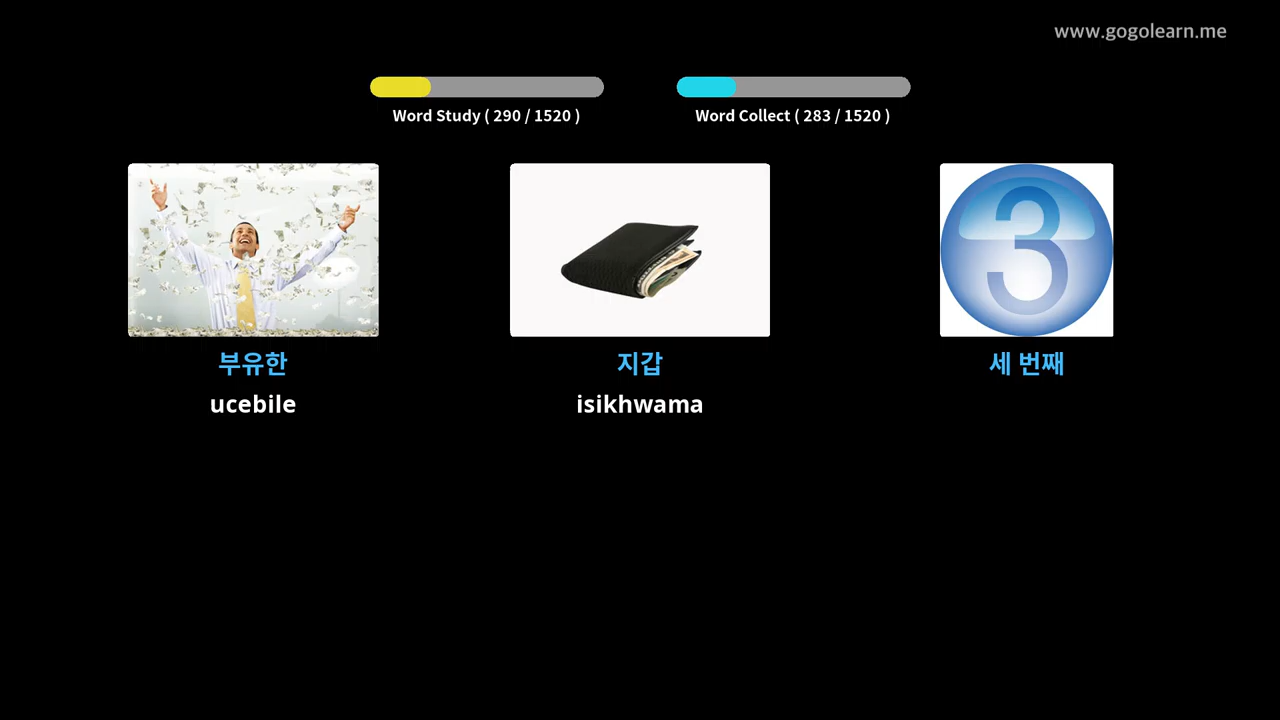 www.gogolearn.me
Word Study ( 290 / 1520 )
Word Collect ( 283 / 1520 )
3
부유한
지갑
세 번째
ucebile
isikhwama